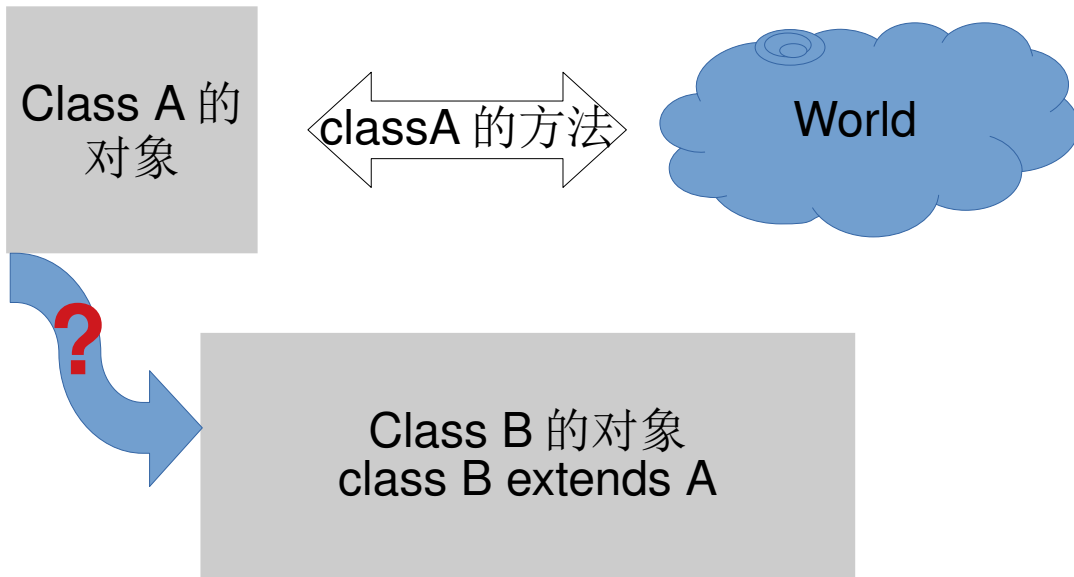 Class A 的
对象
classA 的方法
World
?
Class B 的对象
class B extends A